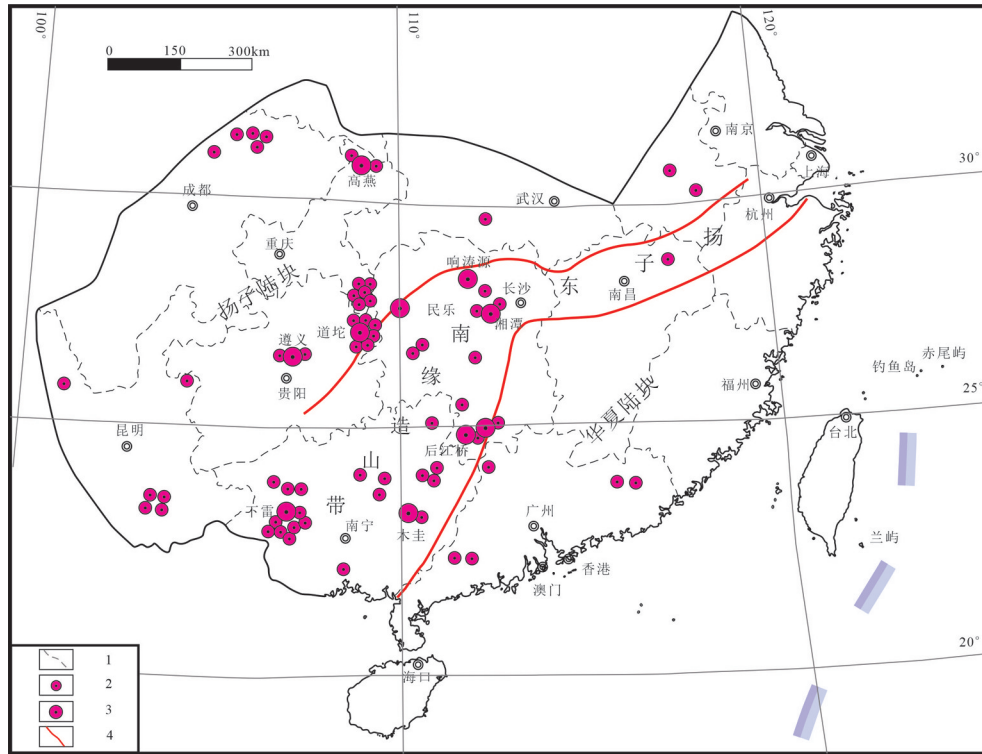 100°
110°
120°
0 150 300km
南京
上海
30°
高燕
成都
武汉
杭州
扬
重庆
子
响涛源
扬子陆块
东
南昌
长沙
民乐
湘潭
道坨
南
遵义
赤尾屿
钓鱼岛
缘
贵阳
福州
25°
华夏陆块
造
台北
昆明
后江桥
山
带
不雷
广州
南宁
木圭
兰屿
香港
澳门
20°
海口
1
2
3
4